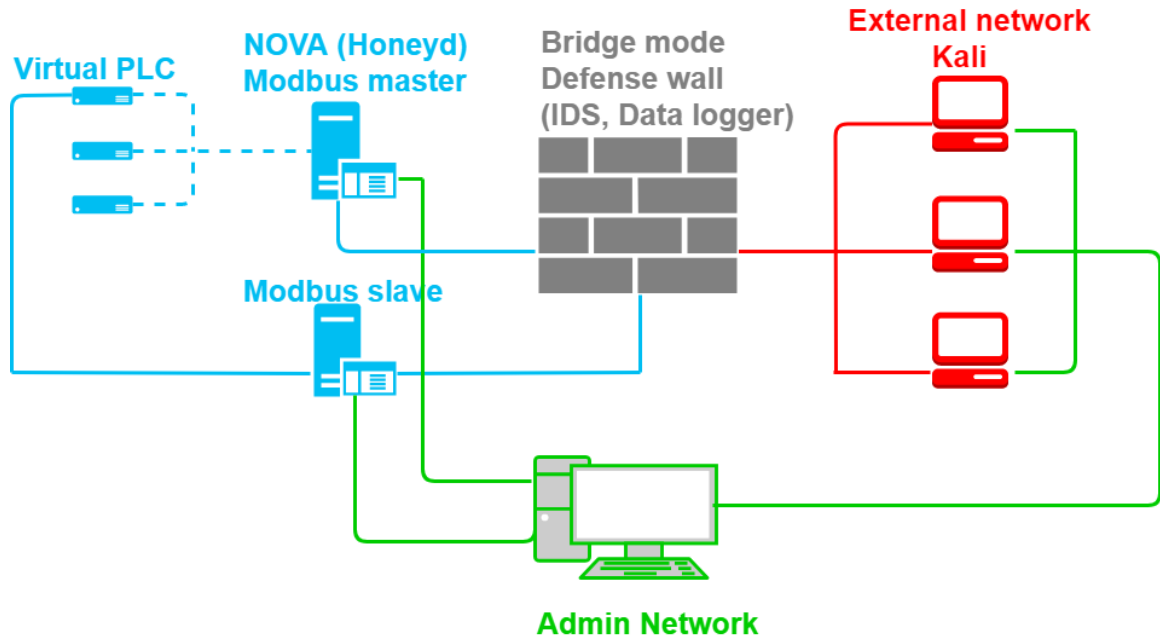 Virtual PLC
NOVA (Honeyd)
Modbus master
Bridge mode
Defense wall
(IDS, Data logger)
External network
Kali
Modbus slave
Admin Network